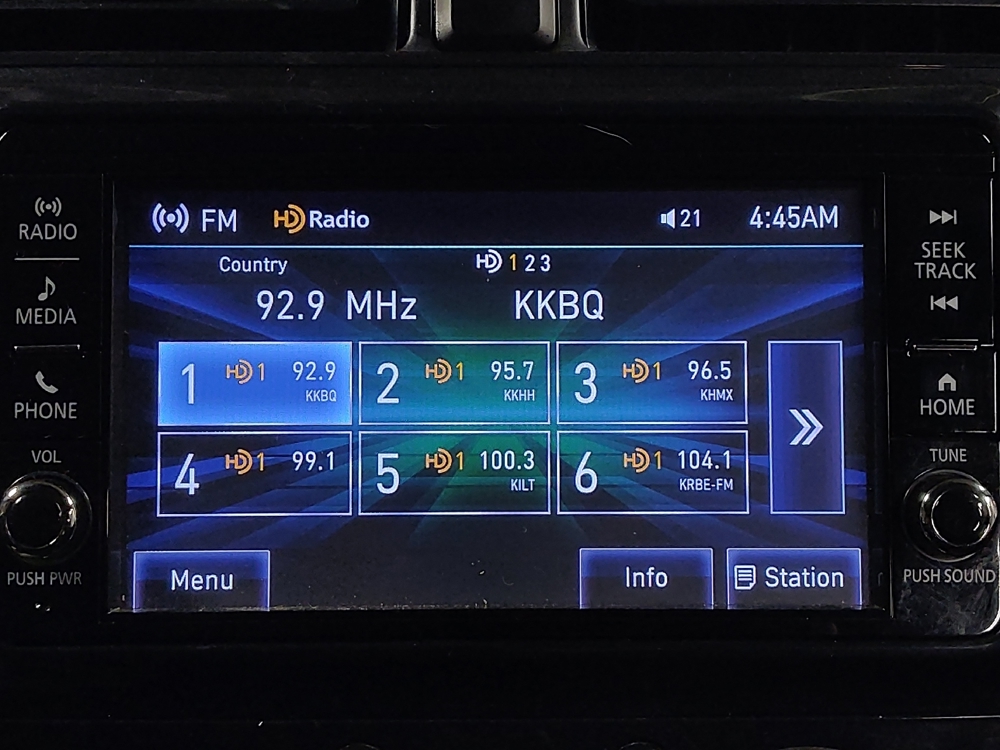 RADIO
MEDIA
PHONE
VOL
PUSH PWR
FM HD Radio 21 4:45AM
Country HD 1 2 3
92.9 MHz KKBQ
1 HD 1 92.9
KKBQ
2 HD 1 95.7
KKHH
3 HD 1 96.5
KHMX
4 HD 1 99.1
5 HD 1 100.3
KILT
6 HD 1 104.1
KRBE-FM
Menu Info Station
SEEK
TRACK
HOME
TUNE
PUSH SOUND